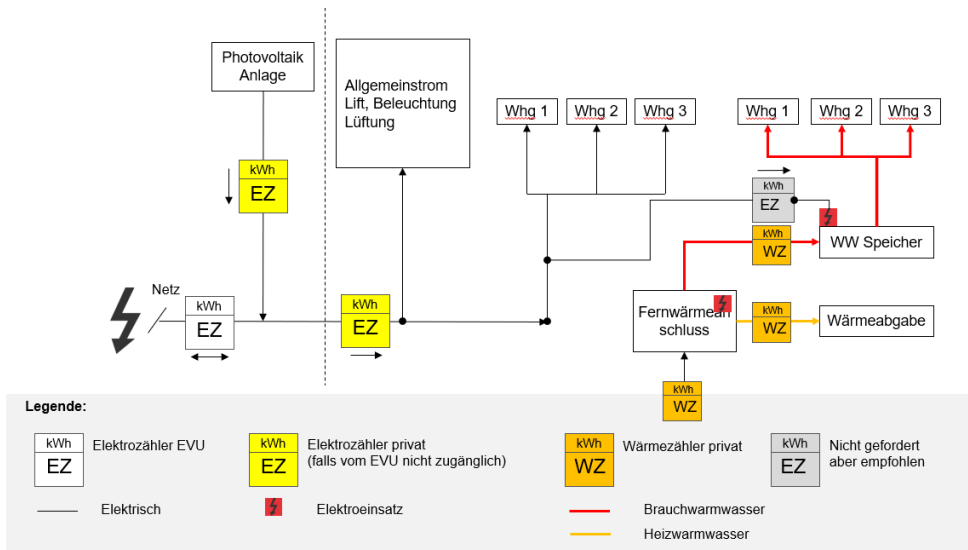 Photovoltaik
Anlage
Allgemeinstrom
Lift, Beleuchtung
Lüftung
Whg 1
Whg 2
Whg 3
Whg 1
Whg 2
Whg 3
kWh
EZ
kWh
EZ
kWh
WZ
WW Speicher
Netz
kWh
EZ
kWh
EZ
Fernwärmean
schluss
kWh
WZ
Wärmeabgabe
kWh
WZ
Legende:
kWh
EZ
Elektrozähler EVU
kWh
EZ
Elektrozähler privat
(falls vom EVU nicht zugänglich)
kWh
WZ
Wärmezähler privat
kWh
EZ
Nicht gefordert
aber empfohlen
Elektrisch
Elektroeinsatz
Brauchwarmwasser
Heizwarmwasser